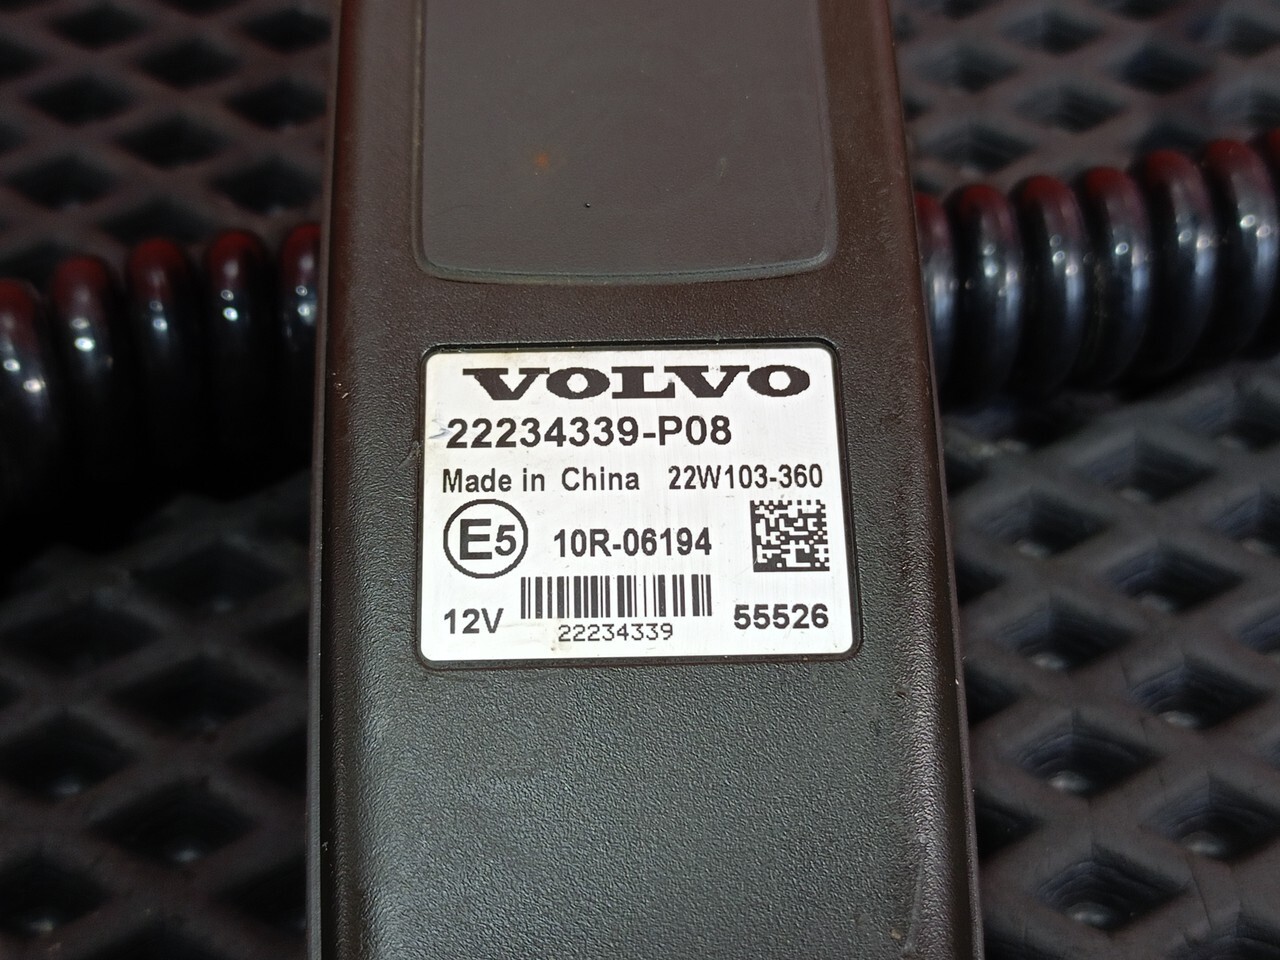 VOLVO
22234339-P08
Made in China 22W103-360
E5 10R-06194
12V 22234339 55526